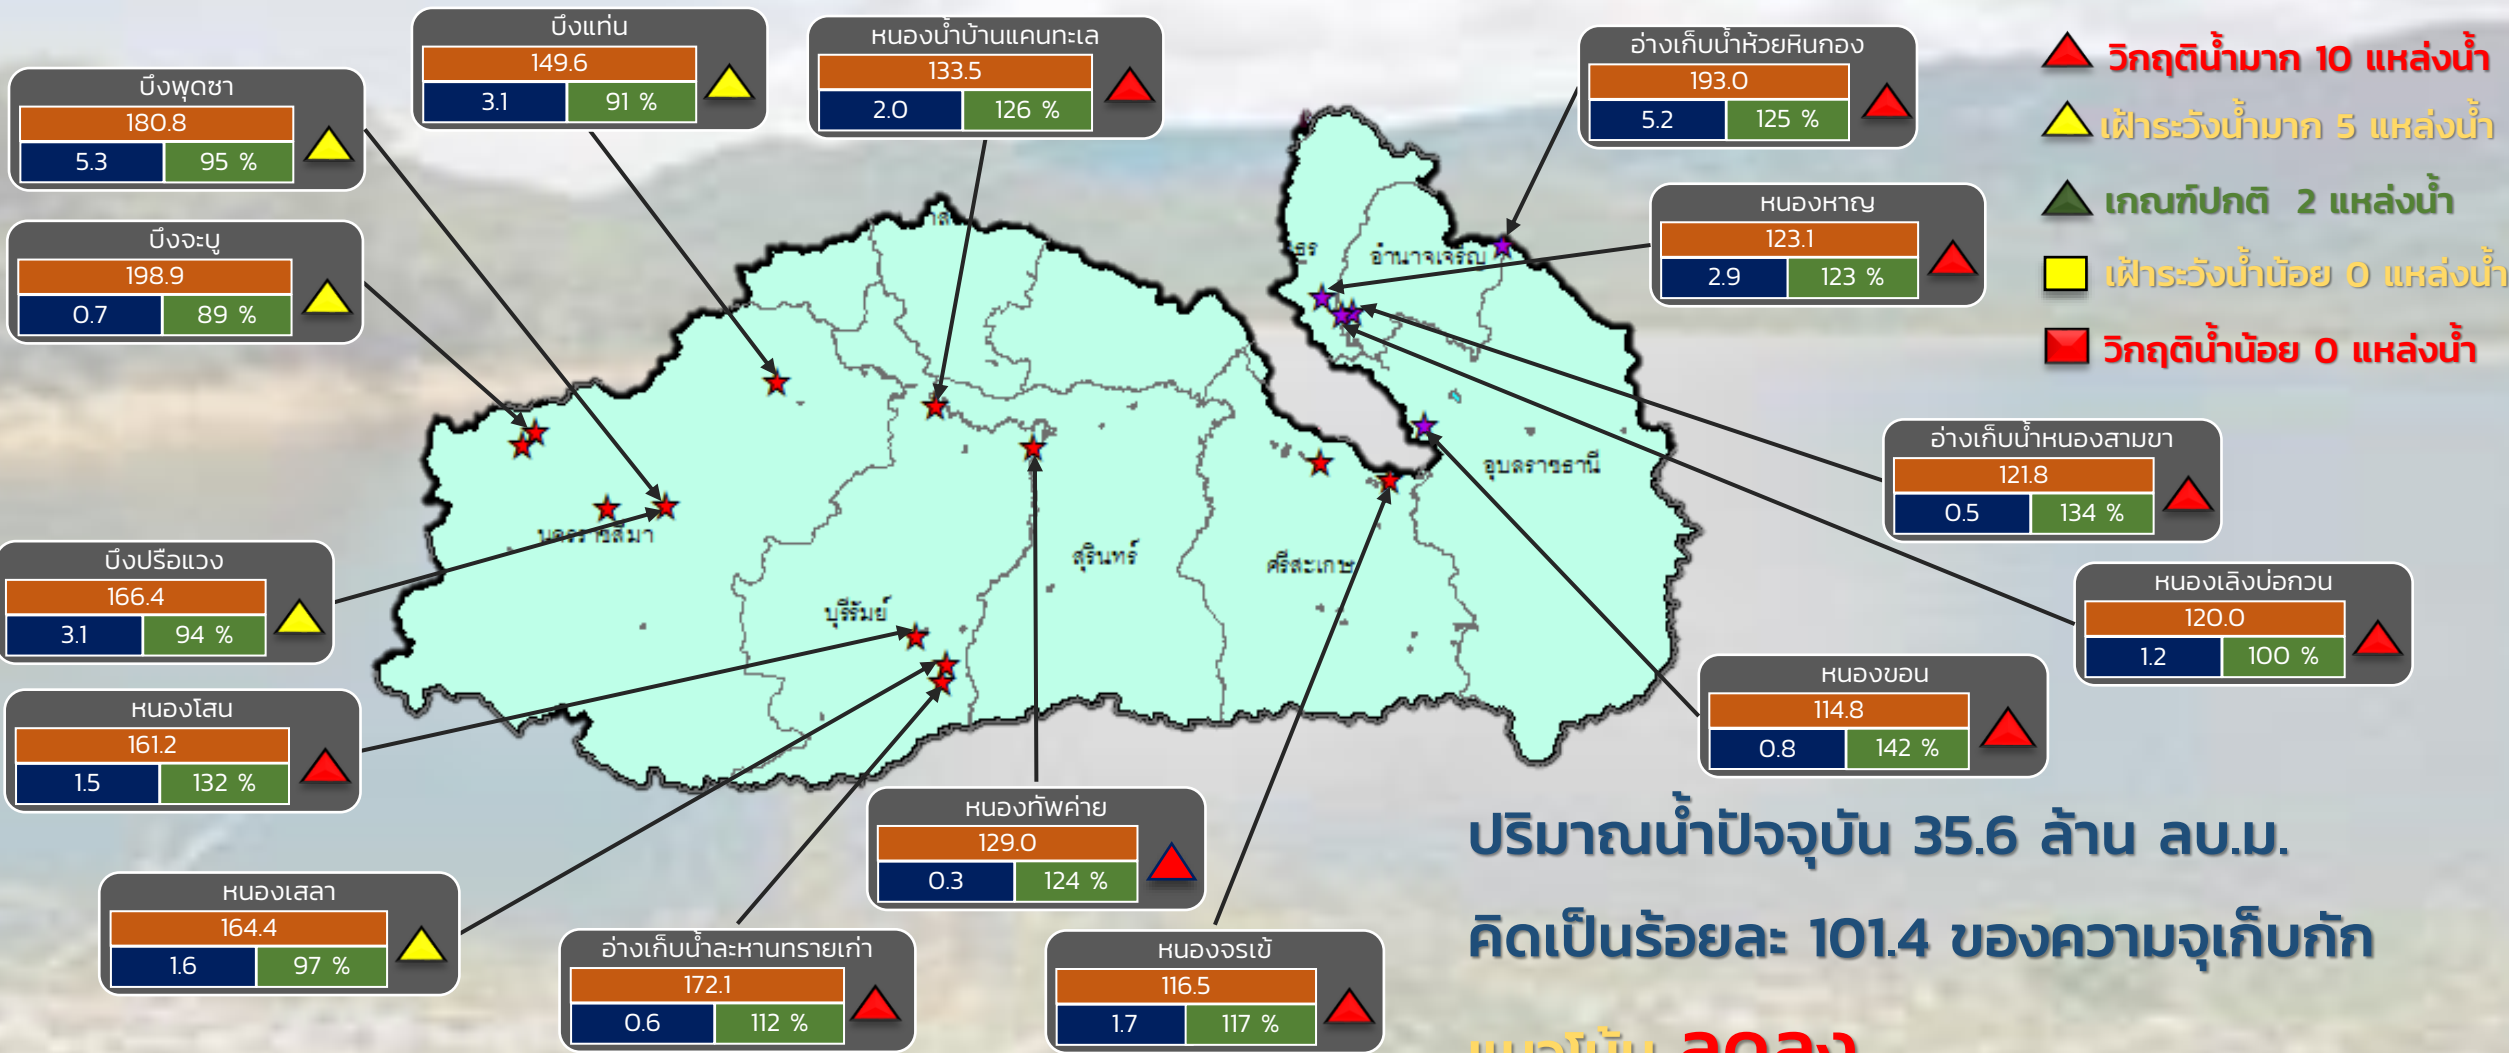 บึงแท่น
149.6
3.1 91 %
หนองน้ำบ้านแคนทะเล
133.5
2.0 126 %
อ่างเก็บน้ำห้วยหินกอง
193.0
5.2 125 %
วิกฤติน้ำมาก 10 แหล่งน้ำ
เฝ้าระวังน้ำมาก 5 แหล่งน้ำ
เกณฑ์ปกติ 2 แหล่งน้ำ
เฝ้าระวังน้ำน้อย 0 แหล่งน้ำ
วิกฤติน้ำน้อย 0 แหล่งน้ำ
บึงพุดซา
180.8
5.3 95 %
บึงจะบู
198.9
0.7 89 %
หนองหาญ
123.1
2.9 123 %
อำนาจเจริญ
อ่างเก็บน้ำหนองสามขา
121.8
0.5 134 %
อุบลราชธานี
นครราชสีมา
สุรินทร์
ศรีสะเกษ
บุรีรัมย์
บึงปรือแวง
166.4
3.1 94 %
หนองเลิงบ่อกวน
120.0
1.2 100 %
หนองขอน
114.8
0.8 142 %
หนองโสน
161.2
1.5 132 %
หนองทัพค่าย
129.0
0.3 124 %
หนองเสลา
164.4
1.6 97 %
อ่างเก็บน้ำละหานทรายเก่า
172.1
0.6 112 %
หนองจรเข้
116.5
1.7 117 %
ปริมาณน้ำปัจจุบัน 35.6 ล้าน ลบ.ม.
คิดเป็นร้อยละ 101.4 ของความจุเก็บกัก
แนวโน้ม ลดลง